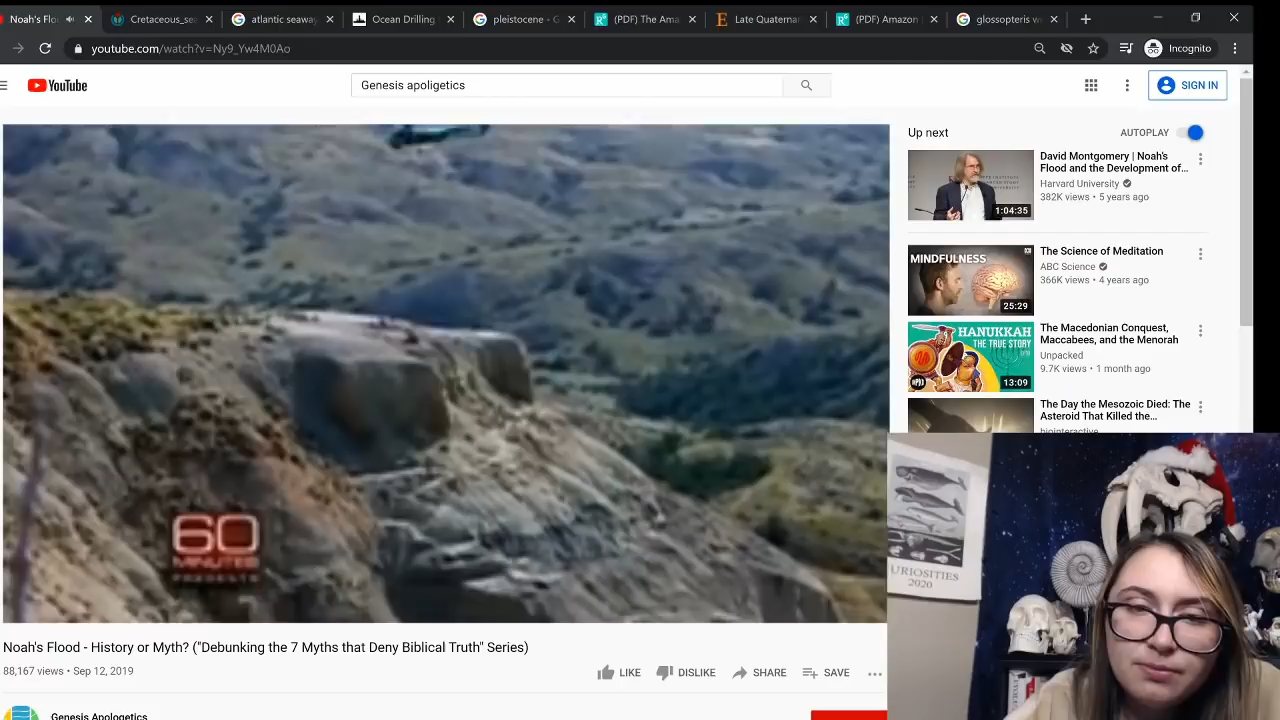 Noah's Flo
Cretaceous_se
atlantic seaway
Ocean Drilling
pleistocene - G
(PDF) The Ama
Late Quaternar
(PDF) Amazon
glossopteris w
youtube.com/watch?v=Ny9_Yw4M0Ao
Incognito
YouTube
Genesis apoligetics
SIGN IN
Up next
AUTOPLAY
David Montgomery | Noah's
Flood and the Development of...
Harvard University
382K views • 5 years ago
1:04:35
MINDFULNESS
The Science of Meditation
ABC Science
366K views • 4 years ago
25:29
HANUKKAH
THE TRUE STORY
The Macedonian Conquest,
Maccabees, and the Menorah
Unpacked
9.7K views • 1 month ago
13:09
The Day the Mesozoic Died: The
Asteroid That Killed the...
biointeractive
60
MINUTES
PRESENTS
CURIOSITIES
2020
Noah's Flood - History or Myth? ("Debunking the 7 Myths that Deny Biblical Truth" Series)
88,167 views • Sep 12, 2019
LIKE
DISLIKE
SHARE
SAVE
Genesis Apologetics